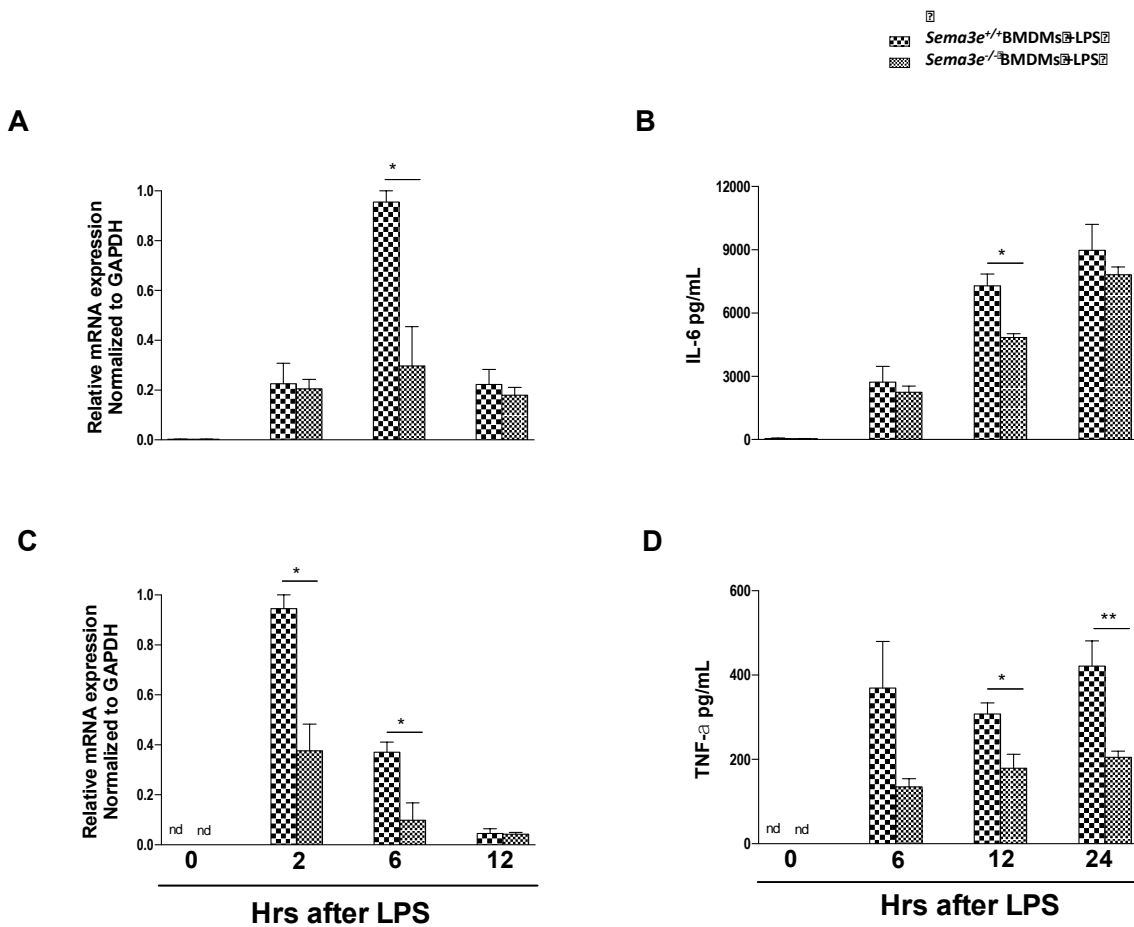 Sema3e+/+BMDMs+LPS
Sema3e-/-BMDMs+LPS
A
*
Relative mRNA expression
Normalized to GAPDH
1.0
0.8
0.6
0.4
0.2
0.0
B
*
IL-6 pg/mL
12000
9000
6000
3000
0
C
*
*
Relative mRNA expression
Normalized to GAPDH
1.0
0.8
0.6
0.4
0.2
0.0
nd nd
0 2 6 12
Hrs after LPS
D
**
*
TNF-a pg/mL
600
400
200
0
nd nd
0 6 12 24
Hrs after LPS